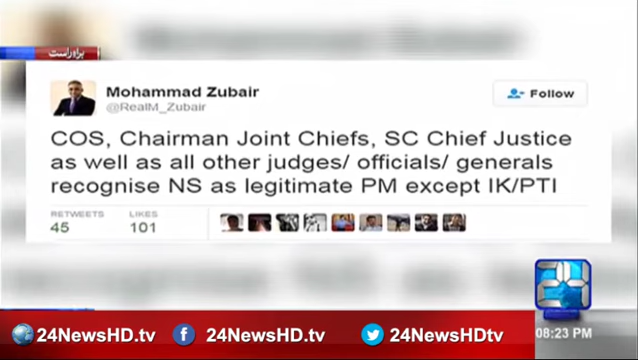 براہ راست
Mohammad Zubair
@RealM_Zubair
Follow
COS, Chairman Joint Chiefs, SC Chief Justice
as well as all other judges/ officials/ generals
recognise NS as legitimate PM except IK/PTI
RETWEETS LIKES
45 101
24
08:23 PM
24NewsHD.tv 24NewsHD.tv 24NewsHDtv